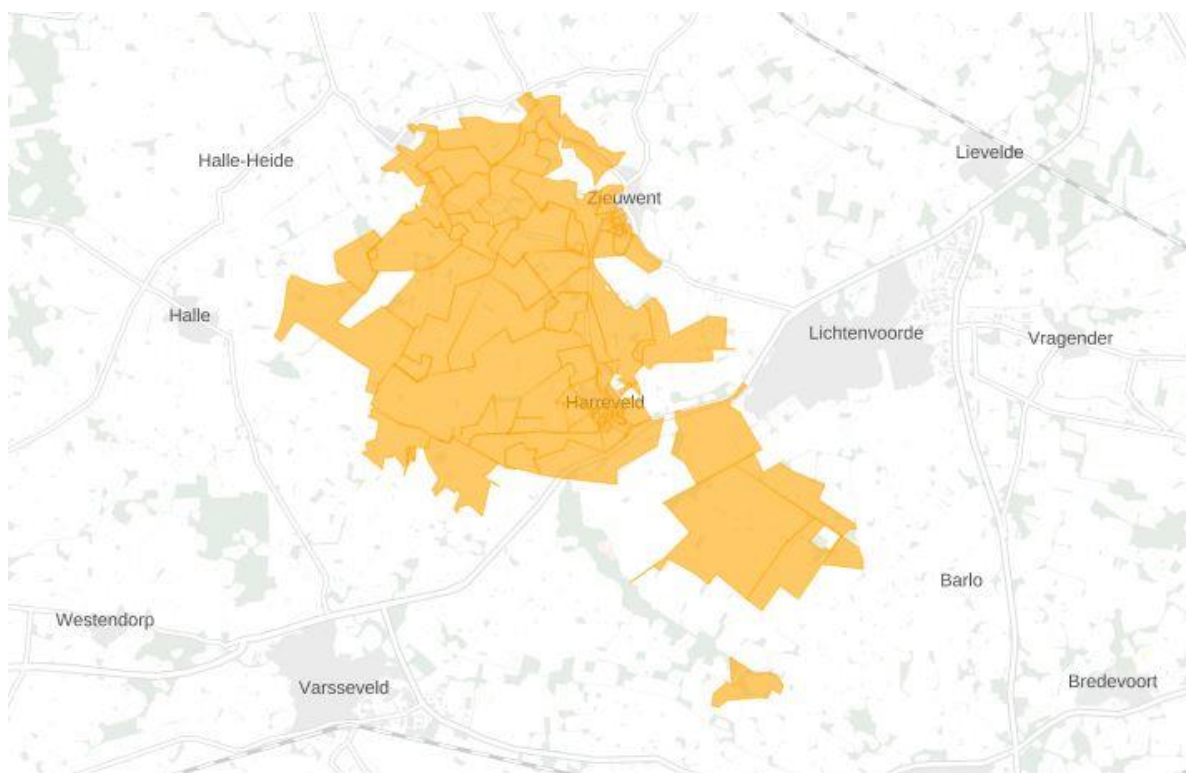 Lievelde
Halle-Heide
Zieuwent
Halle
Lichtenvoorde
Vragender
Harreveld
Barlo
Westendorp
Varsseveld
Bredevoort